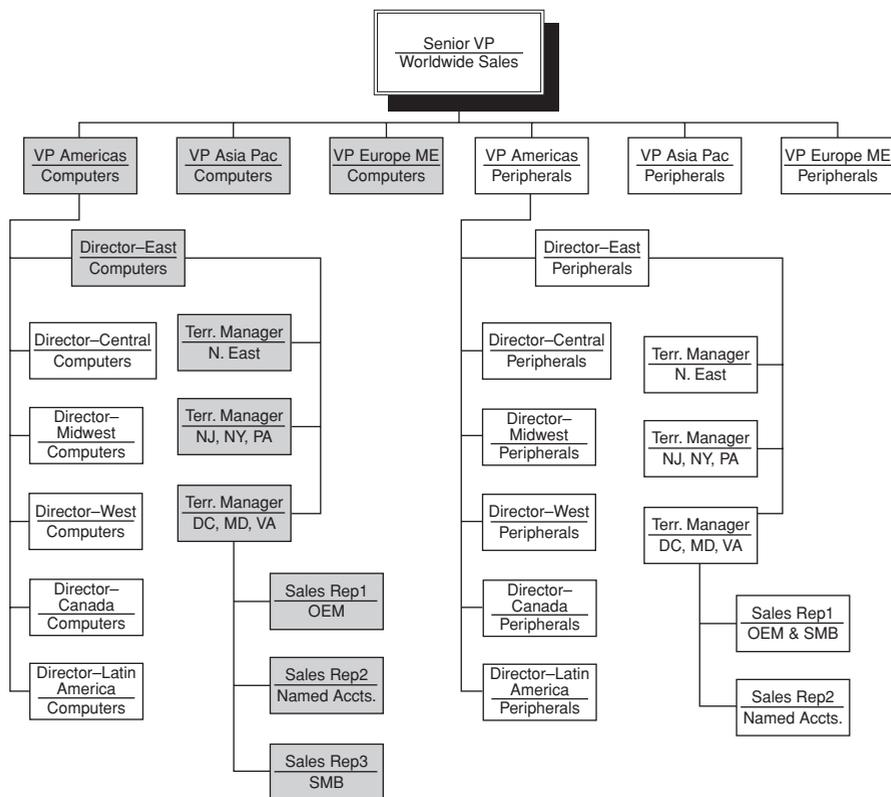 Senior VP
Worldwide Sales
VP Americas
Computers
VP Asia Pac
Computers
VP Europe ME
Computers
VP Americas
Peripherals
VP Asia Pac
Peripherals
VP Europe ME
Peripherals
Director–East
Computers
Director–Central
Computers
Director–
Midwest
Computers
Director–West
Computers
Director–
Canada
Computers
Director–Latin
America
Computers
Terr. Manager
N. East
Terr. Manager
NJ, NY, PA
Terr. Manager
DC, MD, VA
Sales Rep1
OEM
Sales Rep2
Named Accts.
Sales Rep3
SMB
Director–East
Peripherals
Director–Central
Peripherals
Director–
Midwest
Peripherals
Director–West
Peripherals
Director–
Canada
Peripherals
Director–Latin
America
Peripherals
Terr. Manager
N. East
Terr. Manager
NJ, NY, PA
Terr. Manager
DC, MD, VA
Sales Rep1
OEM & SMB
Sales Rep2
Named Accts.